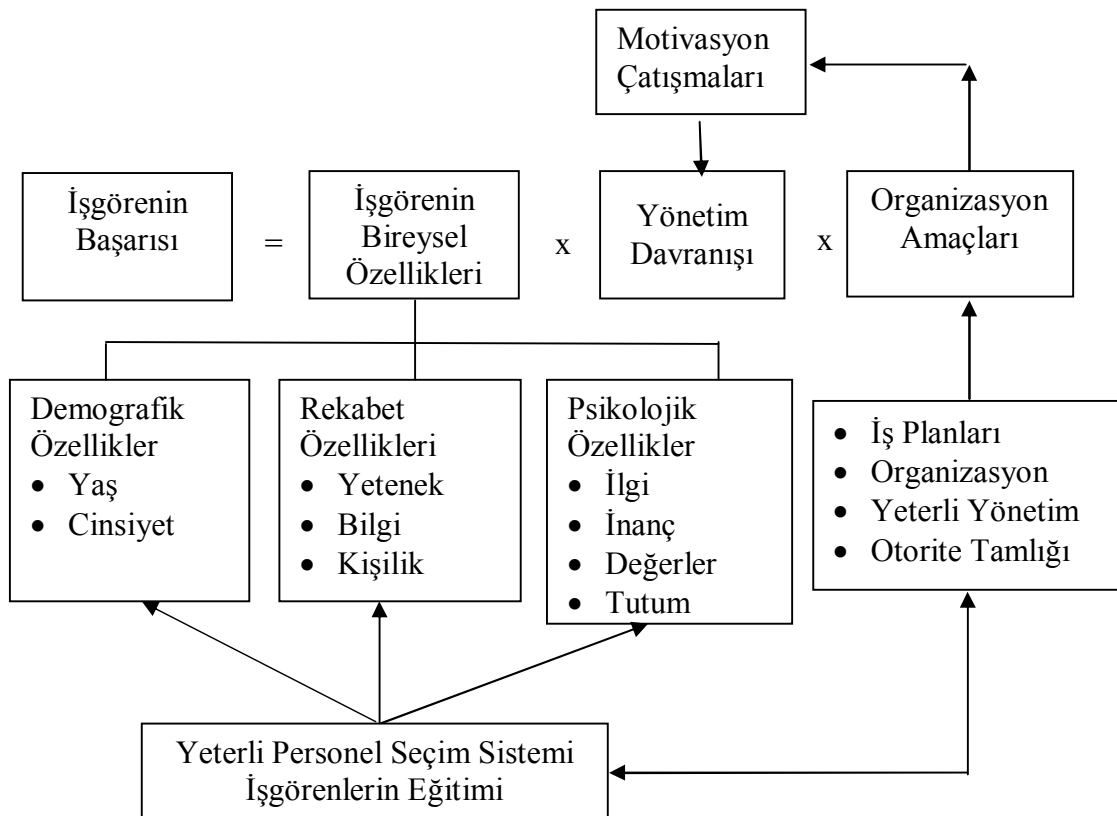 Motivasyon
Çatışmaları
İşgörenin
Başarısı
=
İşgörenin
Bireysel
Özellikleri
x
Yönetim
Davranışı
x
Organizasyon
Amaçları
Demografik
Özellikler
• Yaş
• Cinsiyet
Rekabet
Özellikleri
• Yetenek
• Bilgi
• Kişilik
Psikolojik
Özellikler
• İlgi
• İnanç
• Değerler
• Tutum
• İş Planları
• Organizasyon
• Yeterli Yönetim
• Otorite Tamlığı
Yeterli Personel Seçim Sistemi
İşgörenlerin Eğitimi